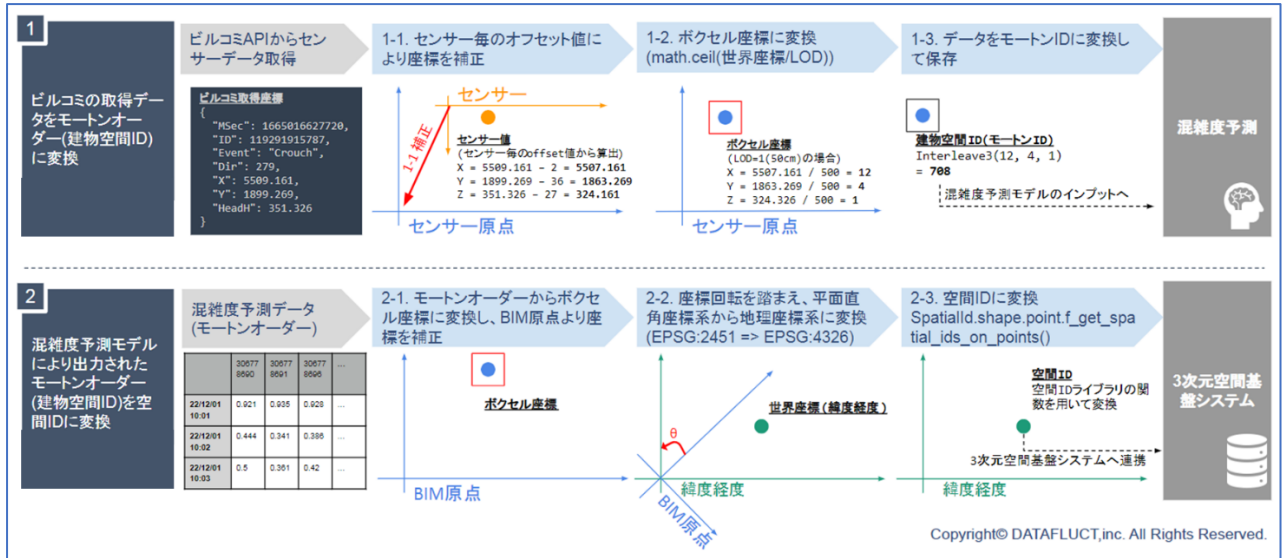 1
ビルコミの取得デー
タをモートンオー
ダー(建物空間ID)
に変換
ビルコミAPIからセン
サーデータ取得
ビルコミ取得座標
{
"MSec": 1665016627720,
"ID": 119291915787,
"Event": "Crouch",
"Dir": 279,
"X": 5509.161,
"Y": 1899.269,
"HeadH": 351.326
}
1-1. センサー毎のオフセット値に
より座標を補正
センサー
1-1 補正
センサー値
(センサー毎のoffset値から算出)
X = 5509.161 – 2 = 5507.161
Y = 1899.269 – 36 = 1863.269
Z = 351.326 – 27 = 324.161
センサー原点
1-2. ボクセル座標に変換
(math.ceil(世界座標/LOD))
ボクセル座標
(LOD=1(50cm)の場合)
X = 5507.161 / 500 = 12
Y = 1863.269 / 500 = 4
Z = 324.326 / 500 = 1
センサー原点
1-3. データをモートンIDに変換し
て保存
建物空間ID(モートンID)
Interleave3(12, 4, 1)
= 708
混雑度予測モデルのインプットへ
混雑度予測
2
混雑度予測モデル
により出力された
モートンオーダー
(建物空間ID)を空
間IDに変換
混雑度予測データ
(モートンオーダー)
30677 30677 30677 ...
8690 8691 8696
22/12/01 0.921 0.935 0.928 ...
10:01
22/12/01 0.444 0.341 0.386 ...
10:02
22/12/01 0.5 0.361 0.42 ...
10:03
2-1. モートンオーダーからボクセ
ル座標に変換し、BIM原点より座
標を補正
ボクセル座標
BIM原点
2-2. 座標回転を踏まえ、平面直
角座標系から地理座標系に変換
(EPSG:2451 => EPSG:4326)
θ
世界座標(緯度経度)
緯度経度
BIM原点
2-3. 空間IDに変換
SpatialId.shape.point.f_get_spa
tial_ids_on_points()
空間ID
空間IDライブラリの関
数を用いて変換
3次元空間基盤システムへ連携
緯度経度
3次元空間基
盤システム
Copyright© DATAFLUCT,inc. All Rights Reserved.